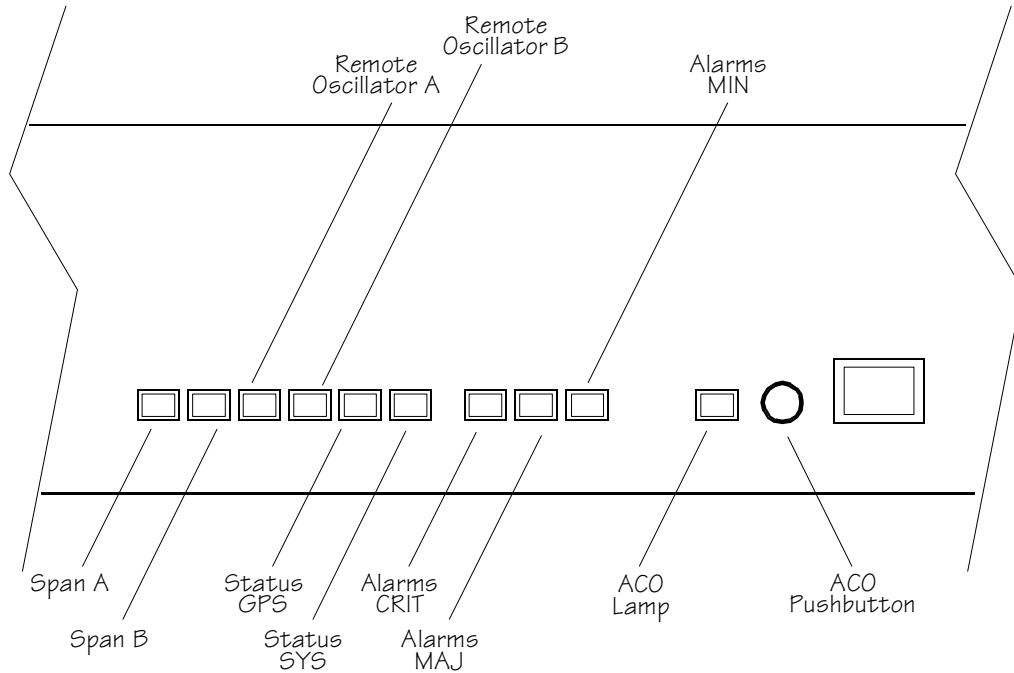 Remote
Oscillator B
Remote
Oscillator A
Alarms
MIN
Span A
Span B
Status
GPS
Status
SYS
Alarms
CRIT
Alarms
MAJ
ACO
Lamp
ACO
Pushbutton